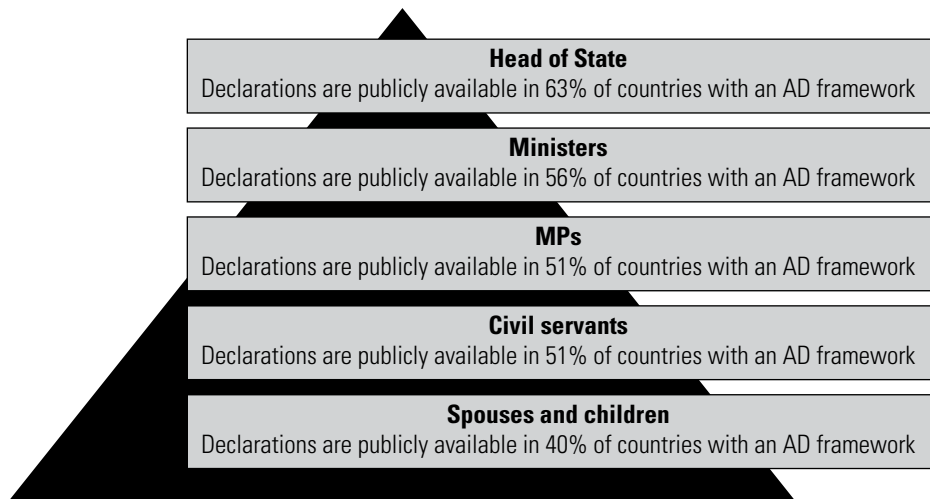 Head of State
Declarations are publicly available in 63% of countries with an AD framework
Ministers
Declarations are publicly available in 56% of countries with an AD framework
MPs
Declarations are publicly available in 51% of countries with an AD framework
Civil servants
Declarations are publicly available in 51% of countries with an AD framework
Spouses and children
Declarations are publicly available in 40% of countries with an AD framework